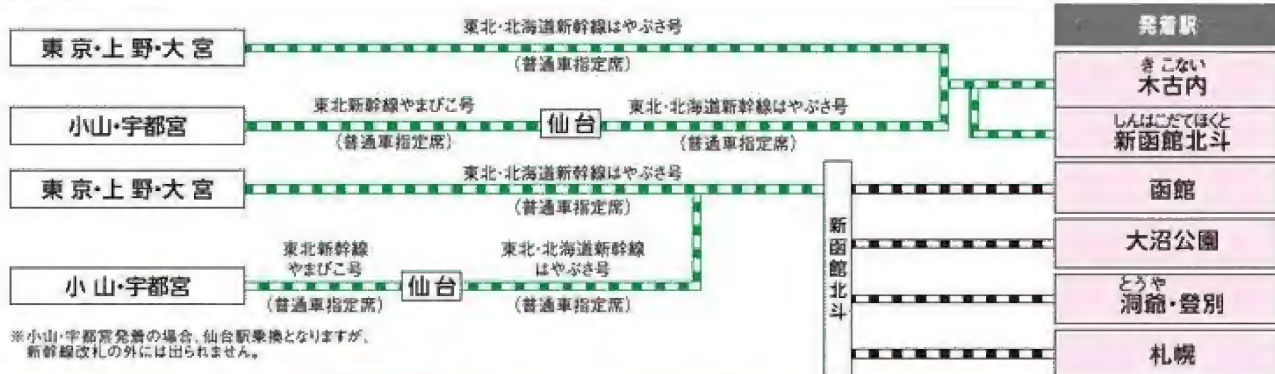 東北・北海道新幹線はやぶさ号
発着駅
東京・上野・大宮
(普通車指定席)
きこない
木古内
東北新幹線やまびこ号
東北・北海道新幹線はやぶさ号
小山・宇都宮
仙台
(普通車指定席)
(普通車指定席)
しんはこだてほくと
新函館北斗
東北・北海道新幹線はやぶさ号
東京・上野・大宮
(普通車指定席)
函館
新函館北斗
大沼公園
東北新幹線
やまびこ号
東北・北海道新幹線
はやぶさ号
小山・宇都宮
仙台
(普通車指定席)
(普通車指定席)
とうや
洞爺・登別
※小山・宇都宮発着の場合、仙台駅乗換となりますが、
新幹線改札の外には出られません。
札幌